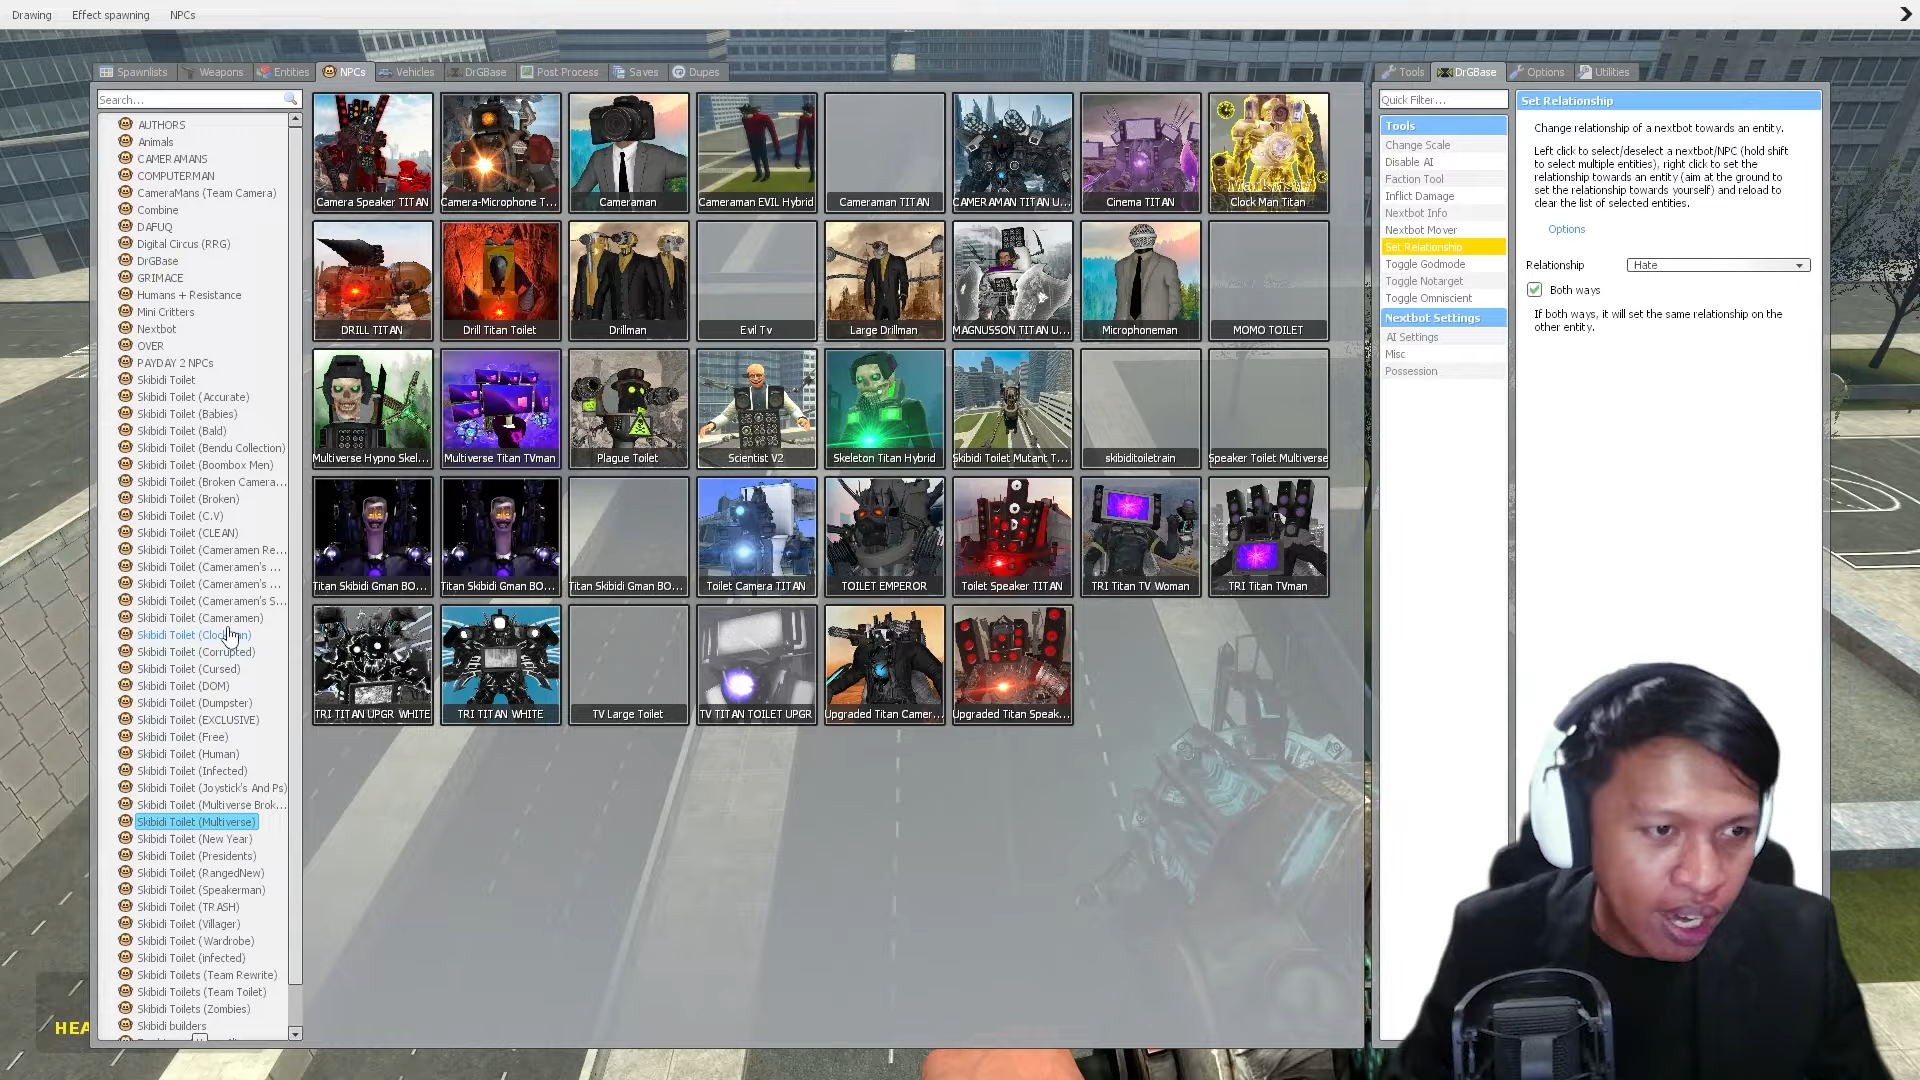 Drawing
Effect spawning
NPCs
Spawnlists
Weapons
Entities
NPCs
Vehicles
DrGBase
Post Process
Saves
Dupes
Search...
AUTHORS
Animals
CAMERAMANS
COMPUTERMAN
CameraMans (Team Camera)
Combine
DAFUQ
Digital Circus (RRG)
DrGBase
GRIMACE
Humans + Resistance
Mini Critters
Nextbot
OVER
PAYDAY 2 NPCs
Skibidi Toilet
Skibidi Toilet (Accurate)
Skibidi Toilet (Babies)
Skibidi Toilet (Bald)
Skibidi Toilet (Bendu Collection)
Skibidi Toilet (Boombox Men)
Skibidi Toilet (Broken Camera...
Skibidi Toilet (Broken)
Skibidi Toilet (C.V)
Skibidi Toilet (CLEAN)
Skibidi Toilet (Cameramen Re...
Skibidi Toilet (Cameramen's ...
Skibidi Toilet (Cameramen's ...
Skibidi Toilet (Cameramen's S...
Skibidi Toilet (Cameramen)
Skibidi Toilet
Skibidi Toilet (Corrupted)
Skibidi Toilet (Cursed)
Skibidi Toilet (DOM)
Skibidi Toilet (Dumpster)
Skibidi Toilet (EXCLUSIVE)
Skibidi Toilet (Free)
Skibidi Toilet (Human)
Skibidi Toilet (Infected)
Skibidi Toilet (Joystick's And Ps)
Skibidi Toilet (Multiverse Brok...
Skibidi Toilet (Multiverse)
Skibidi Toilet (New Year)
Skibidi Toilet (Presidents)
Skibidi Toilet (RangedNew)
Skibidi Toilet (Speakerman)
Skibidi Toilet (TRASH)
Skibidi Toilet (Villager)
Skibidi Toilet (Wardrobe)
Skibidi Toilet (infected)
Skibidi Toilets (Team Rewrite)
Skibidi Toilets (Team Toilet)
Skibidi Toilets (Zombies)
Skibidi builders
HEA
Camera Speaker TITAN
Camera-Microphone T...
Cameraman
Cameraman EVIL Hybrid
Cameraman TITAN
CAMERAMAN TITAN U...
Cinema TITAN
Clock Man Titan
DRILL TITAN
Drill Titan Toilet
Drillman
Evil Tv
Large Drillman
MAGNUSSON TITAN U...
Microphoneman
MOMO TOILET
Multiverse Hypno Skel...
Multiverse Titan TVman
Plague Toilet
Scientist V2
Skeleton Titan Hybrid
Skibidi Toilet Mutant T...
skibiditoiletrain
Speaker Toilet Multiverse
Titan Skibidi Gman BO...
Titan Skibidi Gman BO...
Titan Skibidi Gman BO...
Toilet Camera TITAN
TOILET EMPEROR
Toilet Speaker TITAN
TRI Titan TV Woman
TRI Titan TVman
TRI TITAN UPGR WHITE
TRI TITAN WHITE
TV Large Toilet
TV TITAN TOILET UPGR
Upgraded Titan Camer...
Upgraded Titan Speak...
Tools
DrGBase
Options
Utilities
Quick Filter...
Tools
Change Scale
Disable AI
Faction Tool
Inflict Damage
Nextbot Info
Nextbot Mover
Set Relationship
Toggle Godmode
Toggle Notarget
Toggle Omniscient
Nextbot Settings
AI Settings
Misc
Possession
Set Relationship
Change relationship of a nextbot towards an entity.
Left click to select/deselect a nextbot/NPC (hold shift
to select multiple entities), right click to set the
relationship towards an entity (aim at the ground to
set the relationship towards yourself) and reload to
clear the list of selected entities.
Options
Relationship
Hate
Both ways
If both ways, it will set the same relationship on the
other entity.